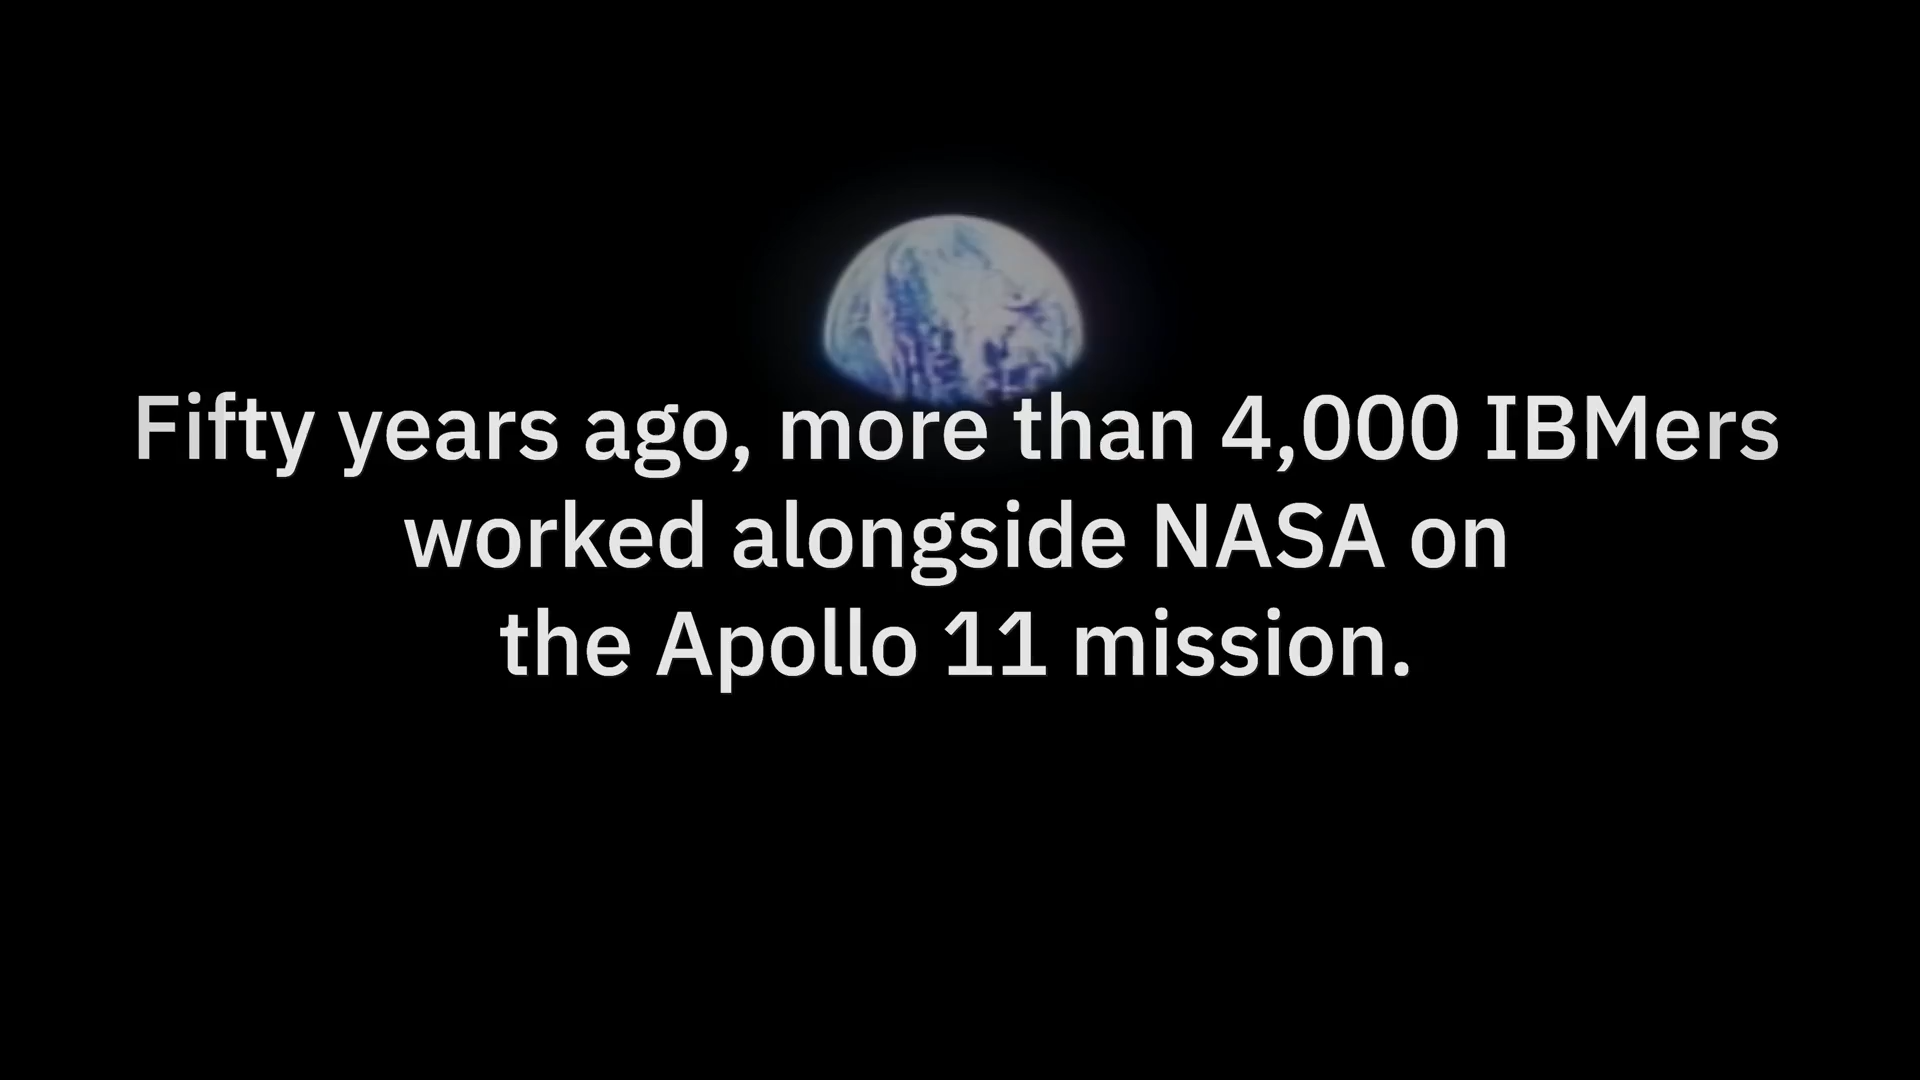 Fifty years ago, more than 4,000 IBMers
worked alongside NASA on
the Apollo 11 mission.